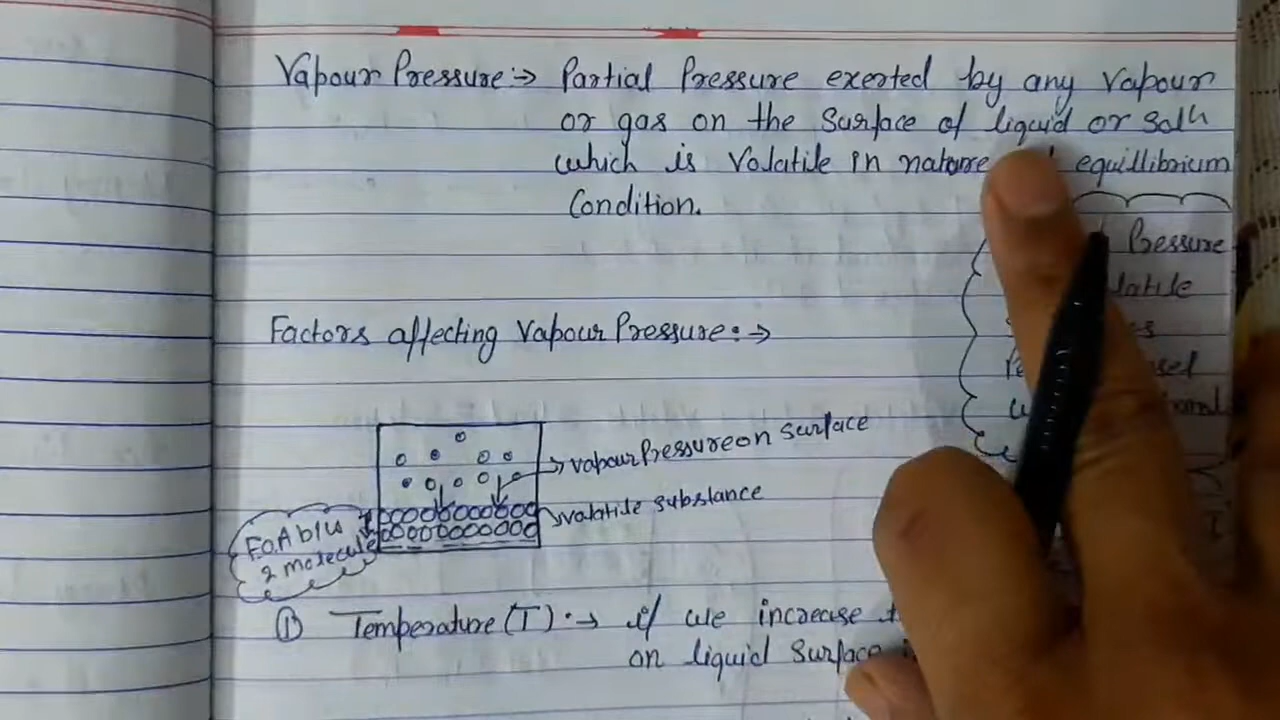 Vapour Pressure :→ Partial Pressure exerted by any vapour
or gas on the surface of liquid or
which is volatile in nature equillibrium
Condition.
Pressure
Factors affecting Vapour Pressure :→
vapour Pressure on surface
volatile substance
F.O.A b/w
2 molecule
① Temperature (T) :→ if we increase
on liquid surface